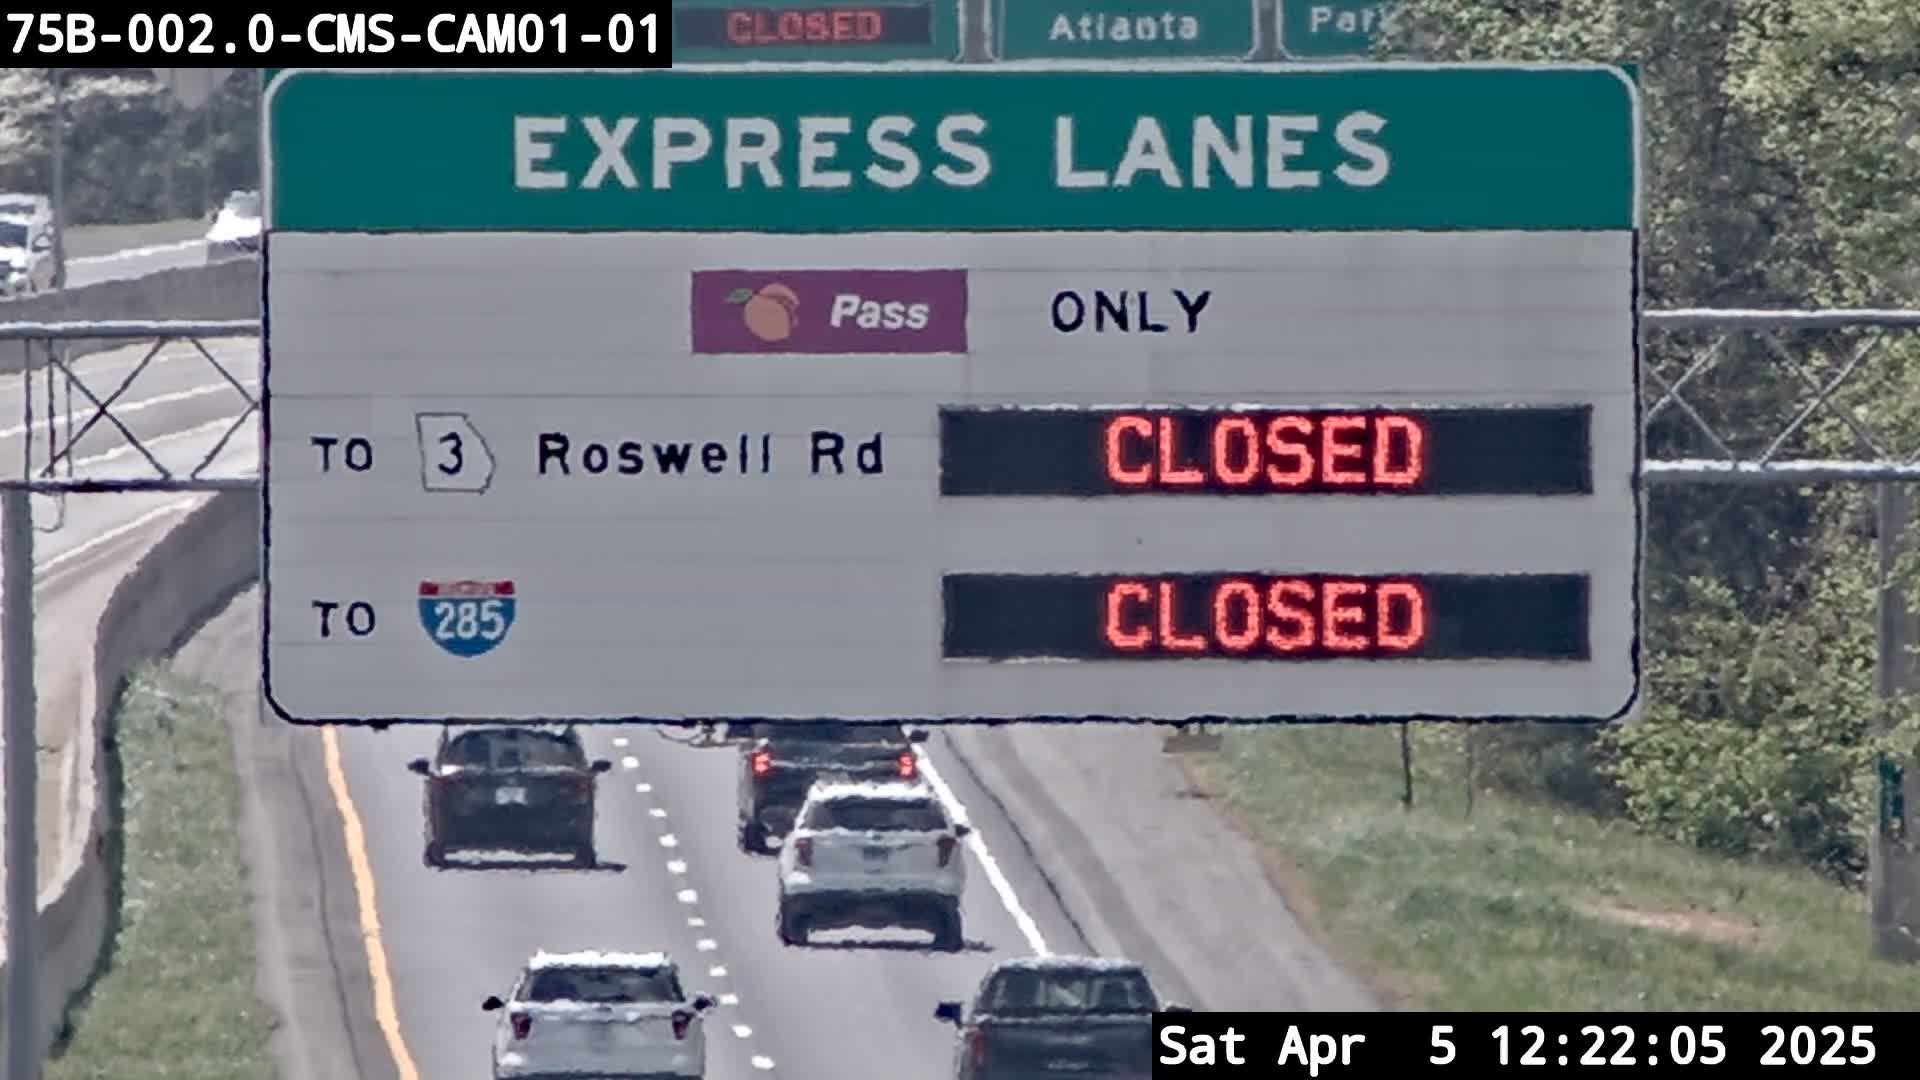 75B-002.0-CMS-CAM01-01
CLOSED
Atlanta
EXPRESS LANES
Pass ONLY
TO 3 Roswell Rd CLOSED
TO 285 CLOSED
Sat Apr 5 12:22:05 2025